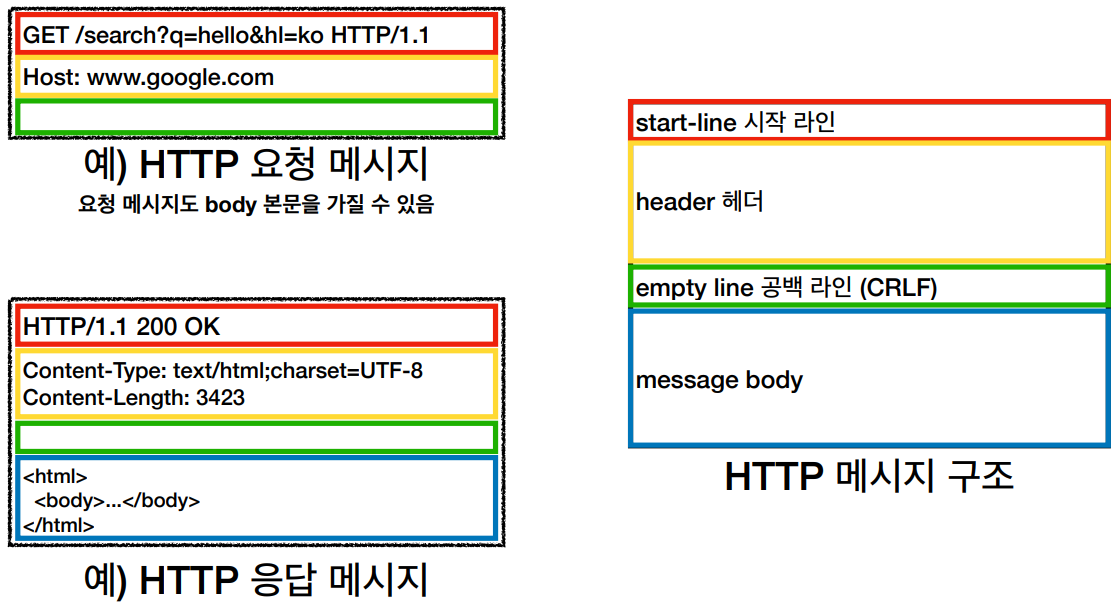 GET /search?q=hello&hl=ko HTTP/1.1
Host: www.google.com
예) HTTP 요청 메시지
요청 메시지도 body 본문을 가질 수 있음
HTTP/1.1 200 OK
Content-Type: text/html;charset=UTF-8
Content-Length: 3423
<html>
  <body>...</body>
</html>
예) HTTP 응답 메시지
start-line 시작 라인
header 헤더
empty line 공백 라인 (CRLF)
message body
HTTP 메시지 구조